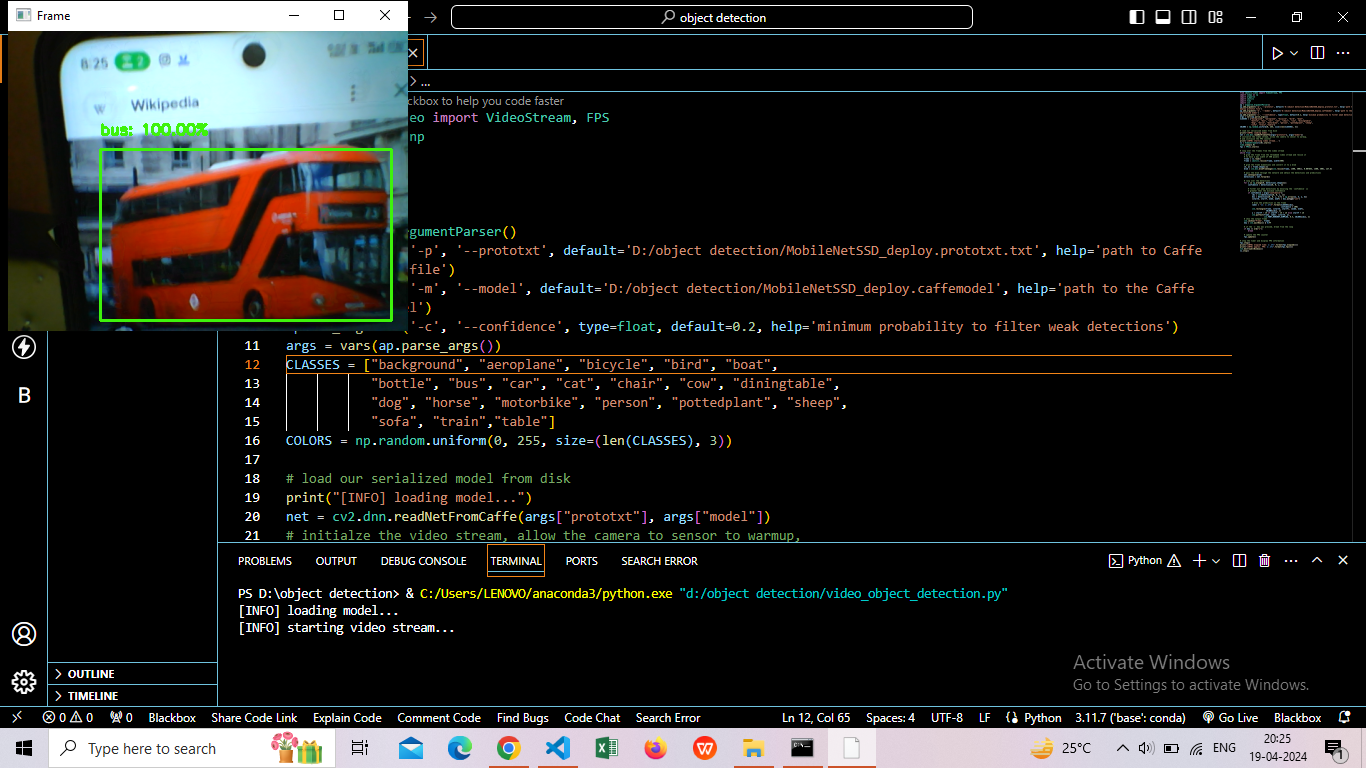 Frame
object detection
8:25
Wikipedia
W
bus: 100.00%
...
ckbox to help you code faster
eo import VideoStream, FPS
np
gumentParser()
'-p', '--prototxt', default='D:/object detection/MobileNetSSD_deploy.prototxt.txt', help='path to Caffe
file')
'-m', '--model', default='D:/object detection/MobileNetSSD_deploy.caffemodel', help='path to the Caffe
l')
('-c', '--confidence', type=float, default=0.2, help='minimum probability to filter weak detections')
11 args = vars(ap.parse_args())
12 CLASSES = ["background", "aeroplane", "bicycle", "bird", "boat",
13 "bottle", "bus", "car", "cat", "chair", "cow", "diningtable",
14 "dog", "horse", "motorbike", "person", "pottedplant", "sheep",
15 "sofa", "train","table"]
16 COLORS = np.random.uniform(0, 255, size=(len(CLASSES), 3))
17
18 # load our serialized model from disk
19 print("[INFO] loading model...")
20 net = cv2.dnn.readNetFromCaffe(args["prototxt"], args["model"])
21 # initialze the video stream, allow the camera to sensor to warmup,
B
OUTLINE
TIMELINE
PROBLEMS OUTPUT DEBUG CONSOLE TERMINAL PORTS SEARCH ERROR
Python
PS D:\object detection> & C:/Users/LENOVO/anaconda3/python.exe "d:/object detection/video_object_detection.py"
[INFO] loading model...
[INFO] starting video stream...
Activate Windows
Go to Settings to activate Windows.
0 0 0 Blackbox Share Code Link Explain Code Comment Code Find Bugs Code Chat Search Error Ln 12, Col 65 Spaces: 4 UTF-8 LF Python 3.11.7 ('base': conda) Go Live Blackbox
Type here to search
25°C ENG
20:25
19-04-2024
1